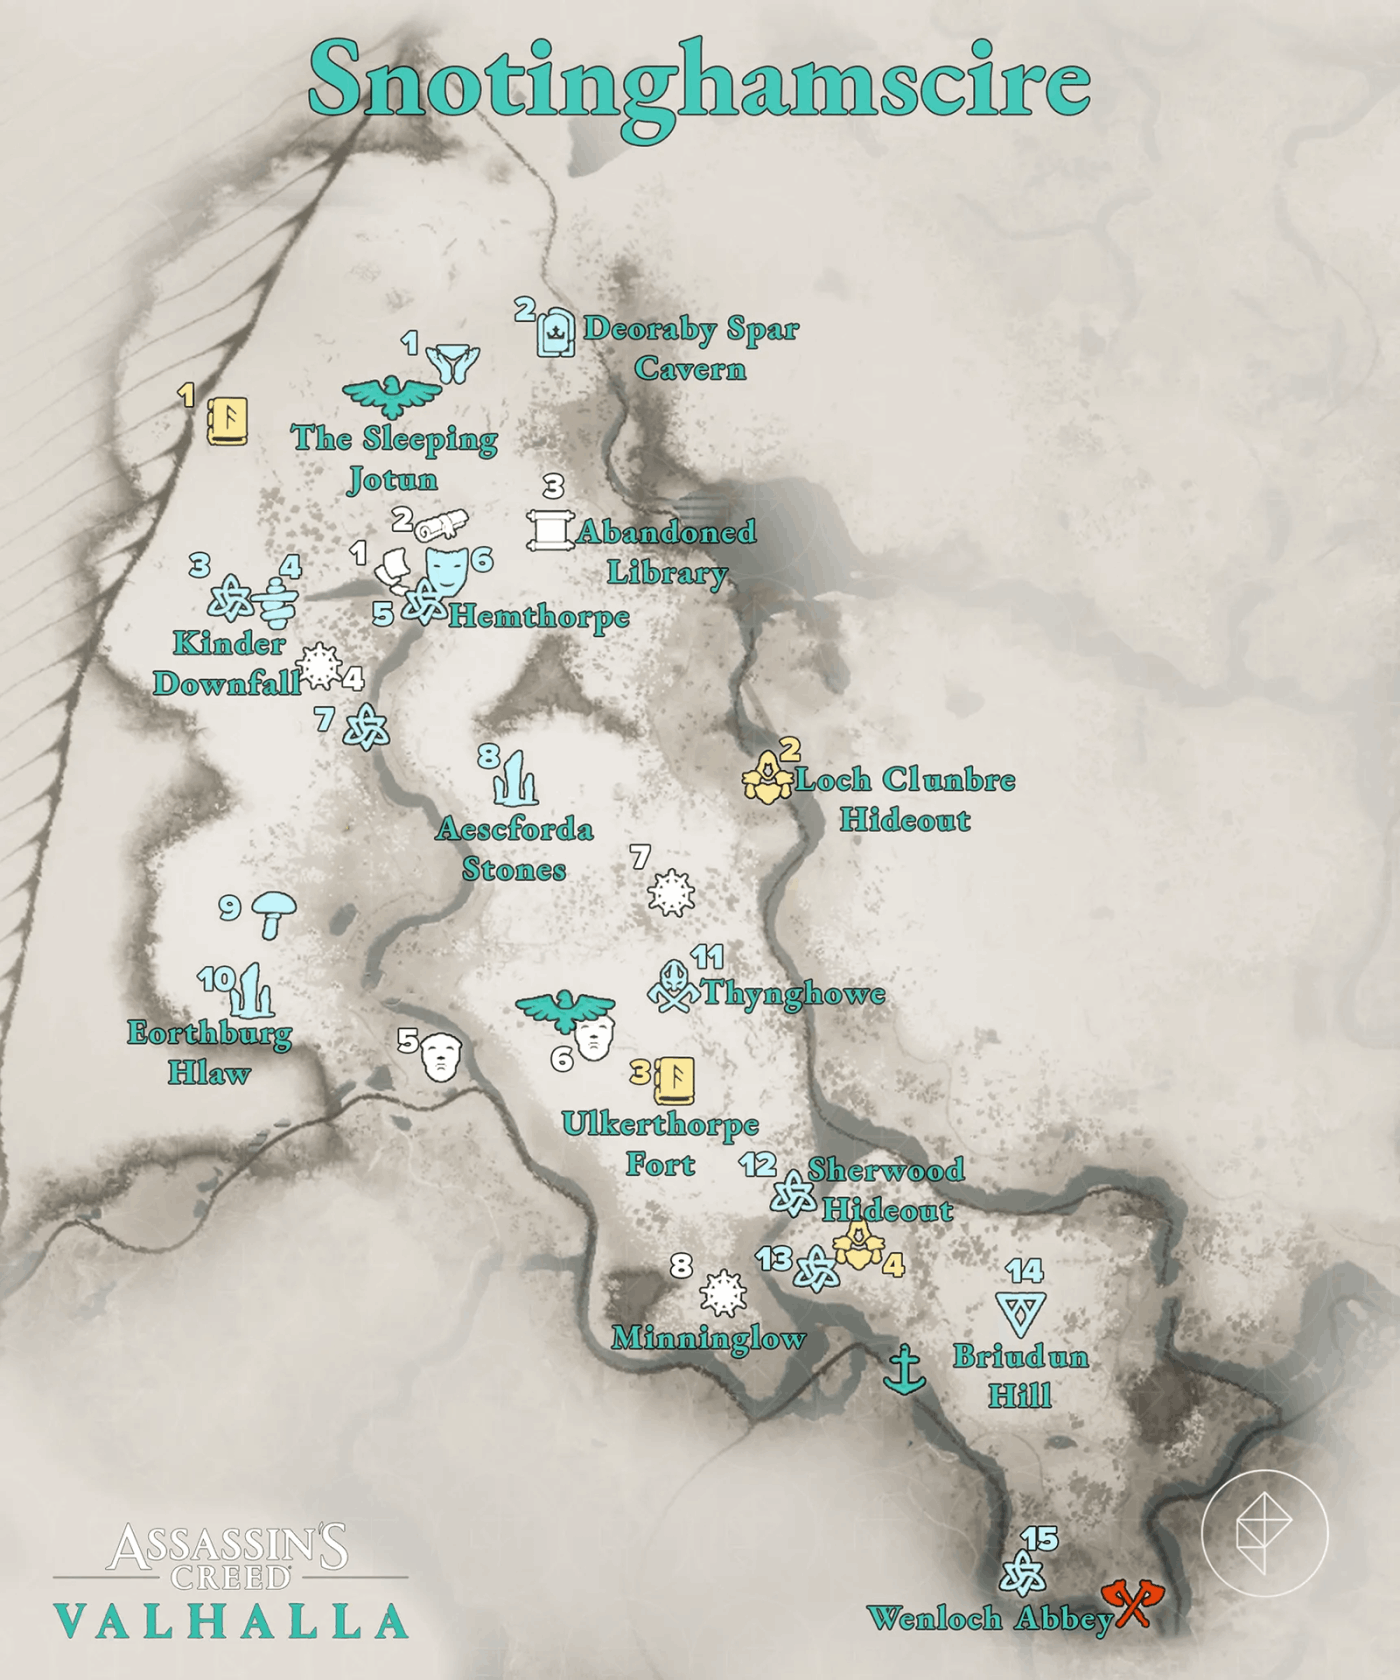 Snotinghamscire
2
Deoraby Spar
Cavern
1
1
The Sleeping
Jotun
3
2
Abandoned
Library
1
6
3
4
5
Hemthorpe
Kinder
Downfall
4
7
8
2
Loch Clunbre
Hideout
Aescforda
Stones
7
9
11
10
Thynghowe
Eorthburg
Hlaw
5
6
3
Ulkerthorpe
Fort
12
Sherwood
Hideout
13
4
8
14
Minninglow
Briudun
Hill
15
Wenloch Abbey
ASSASSIN'S
CREED
VALHALLA